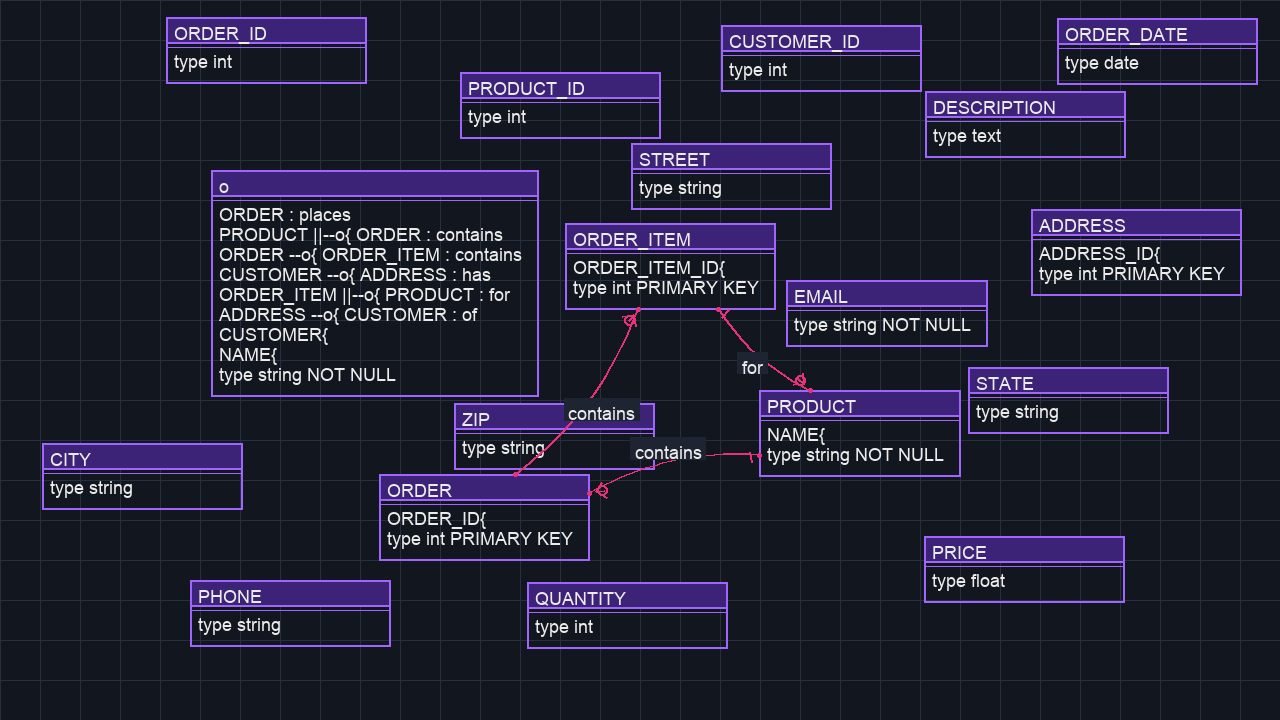 ORDER_ID
type int
CUSTOMER_ID
type int
ORDER_DATE
type date
PRODUCT_ID
type int
DESCRIPTION
type text
STREET
type string
o
ORDER : places
PRODUCT ||--o{ ORDER : contains
ORDER --o{ ORDER_ITEM : contains
CUSTOMER --o{ ADDRESS : has
ORDER_ITEM ||--o{ PRODUCT : for
ADDRESS --o{ CUSTOMER : of
CUSTOMER{
NAME{
type string NOT NULL
ORDER_ITEM
ORDER_ITEM_ID{
type int PRIMARY KEY
ADDRESS
ADDRESS_ID{
type int PRIMARY KEY
EMAIL
type string NOT NULL
for
STATE
type string
PRODUCT
NAME{
type string NOT NULL
contains
ZIP
type string
contains
CITY
type string
ORDER
ORDER_ID{
type int PRIMARY KEY
PRICE
type float
PHONE
type string
QUANTITY
type int